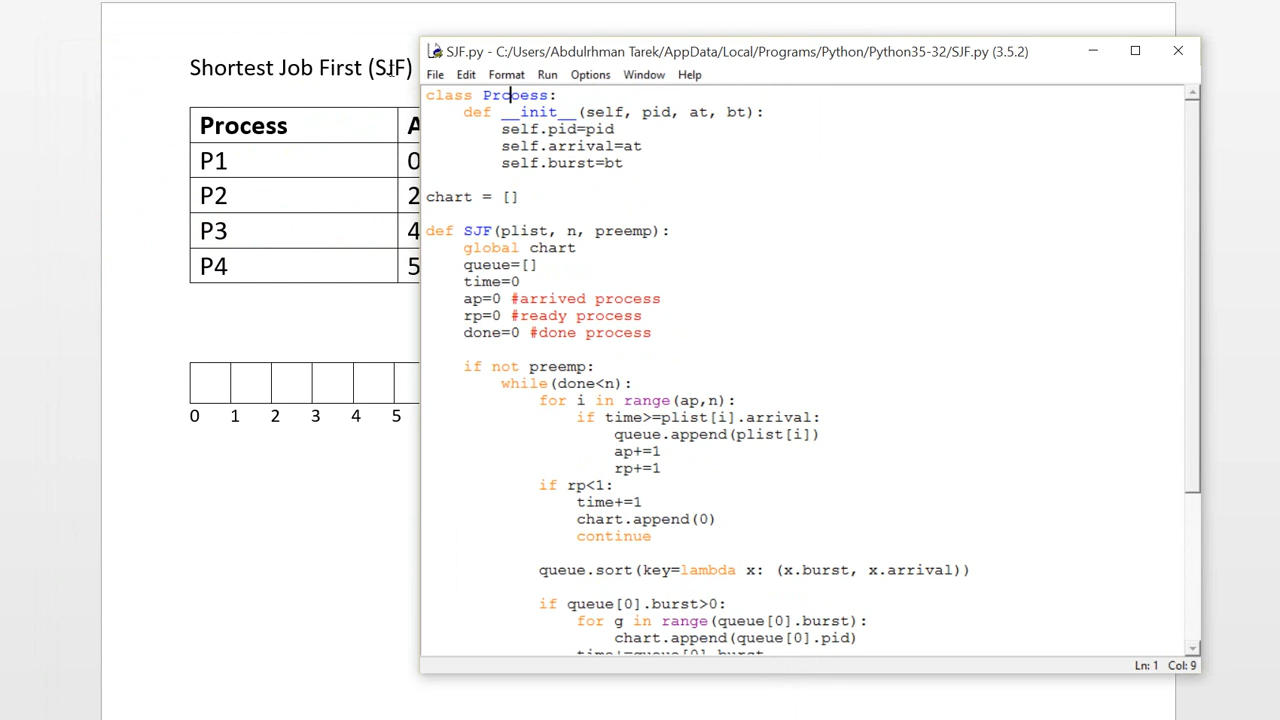 Shortest Job First (SJF)
Process A
P1 0
P2 2
P3 4
P4 5
0 1 2 3 4 5
SJF.py - C:/Users/Abdulrhman Tarek/AppData/Local/Programs/Python/Python35-32/SJF.py (3.5.2)
File Edit Format Run Options Window Help
class Prcoess:
def __init__(self, pid, at, bt):
self.pid=pid
self.arrival=at
self.burst=bt
chart = []
def SJF(plist, n, preemp):
global chart
queue=[]
time=0
ap=0 #arrived process
rp=0 #ready process
done=0 #done process
if not preemp:
while(done<n):
for i in range(ap,n):
if time>=plist[i].arrival:
queue.append(plist[i])
ap+=1
rp+=1
if rp<1:
time+=1
chart.append(0)
continue
queue.sort(key=lambda x: (x.burst, x.arrival))
if queue[0].burst>0:
for g in range(queue[0].burst):
chart.append(queue[0].pid)
time+=queue[0].burst
Ln: 1 Col: 9